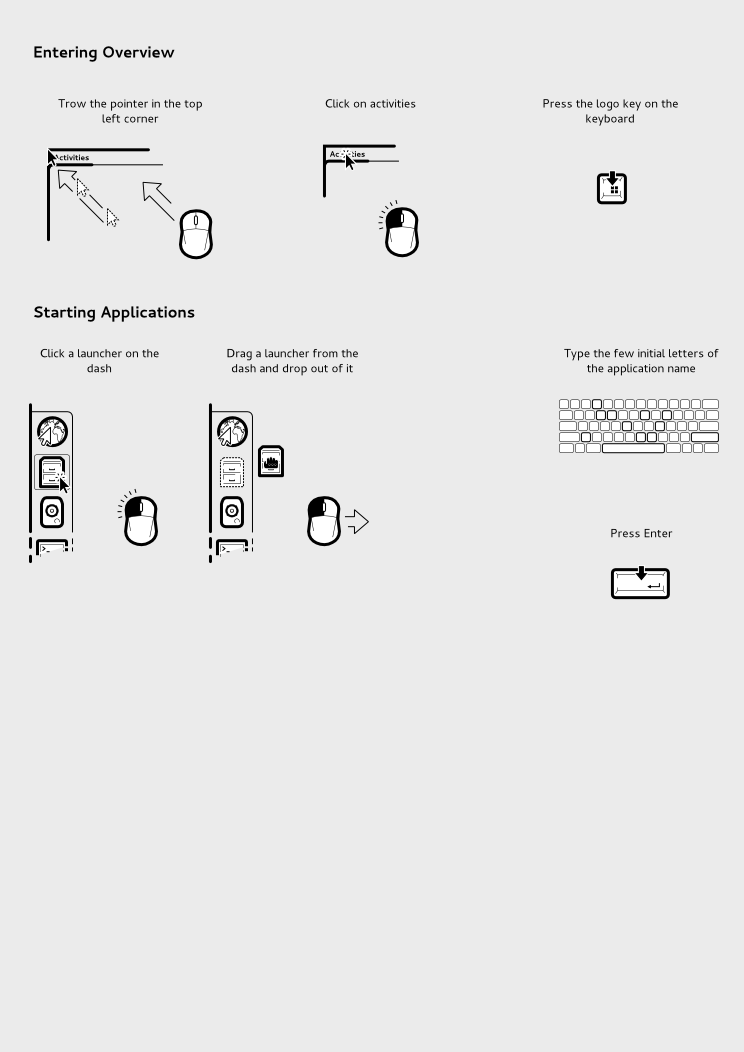 Entering Overview
Trow the pointer in the top
left corner
Click on activities
Press the logo key on the
keyboard
ctivities
Starting Applications
Click a launcher on the
dash
Drag a launcher from the
dash and drop out of it
Type the few initial letters of
the application name
Press Enter